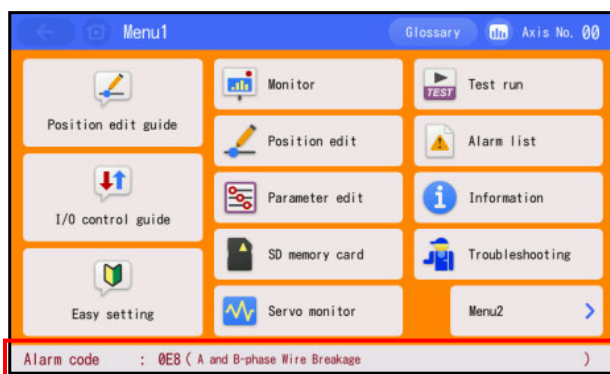 Menu1
Glossary
Axis No. 00
Position edit guide
I/O control guide
Easy setting
Monitor
Position edit
Parameter edit
SD memory card
Servo monitor
TEST
Test run
Alarm list
Information
Troubleshooting
Menu2
Alarm code : 0E8 ( A and B-phase Wire Breakage )